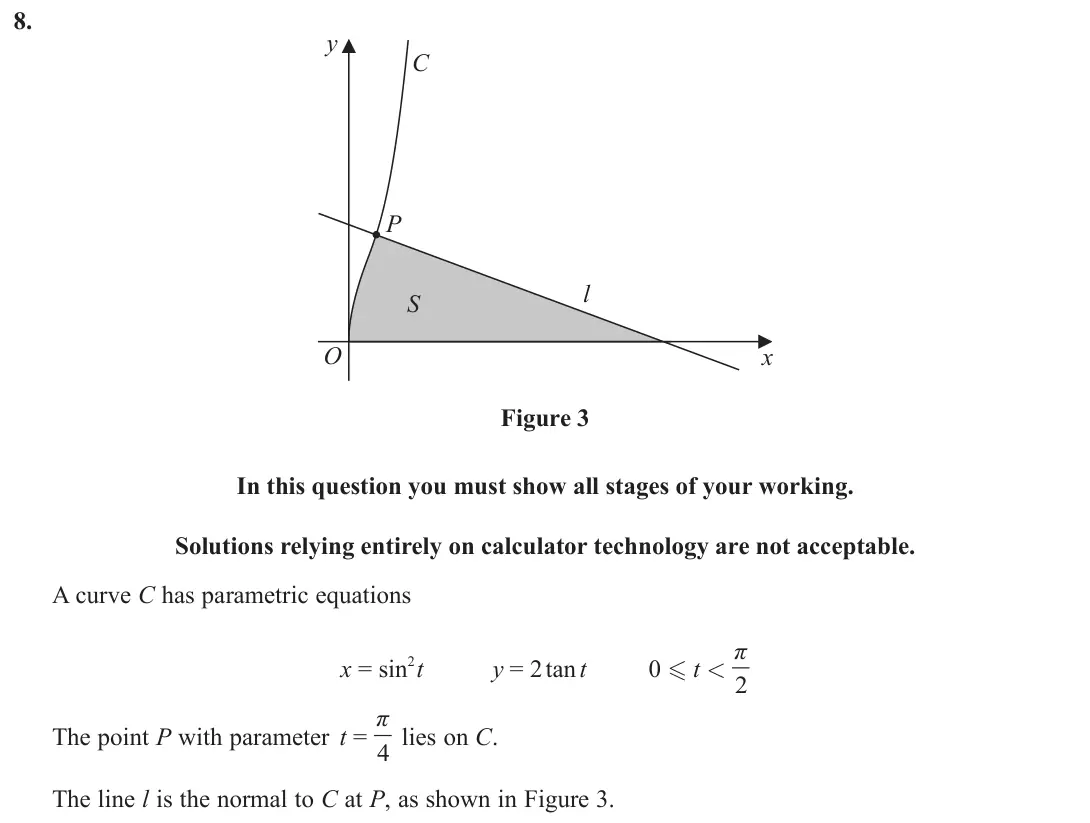 8.
y
C
P
S
l
O
x
Figure 3
In this question you must show all stages of your working.
Solutions relying entirely on calculator technology are not acceptable.
A curve C has parametric equations
x = sin²t y = 2 tan t 0 ⩽ t < π/2
The point P with parameter t = π/4 lies on C.
The line l is the normal to C at P, as shown in Figure 3.